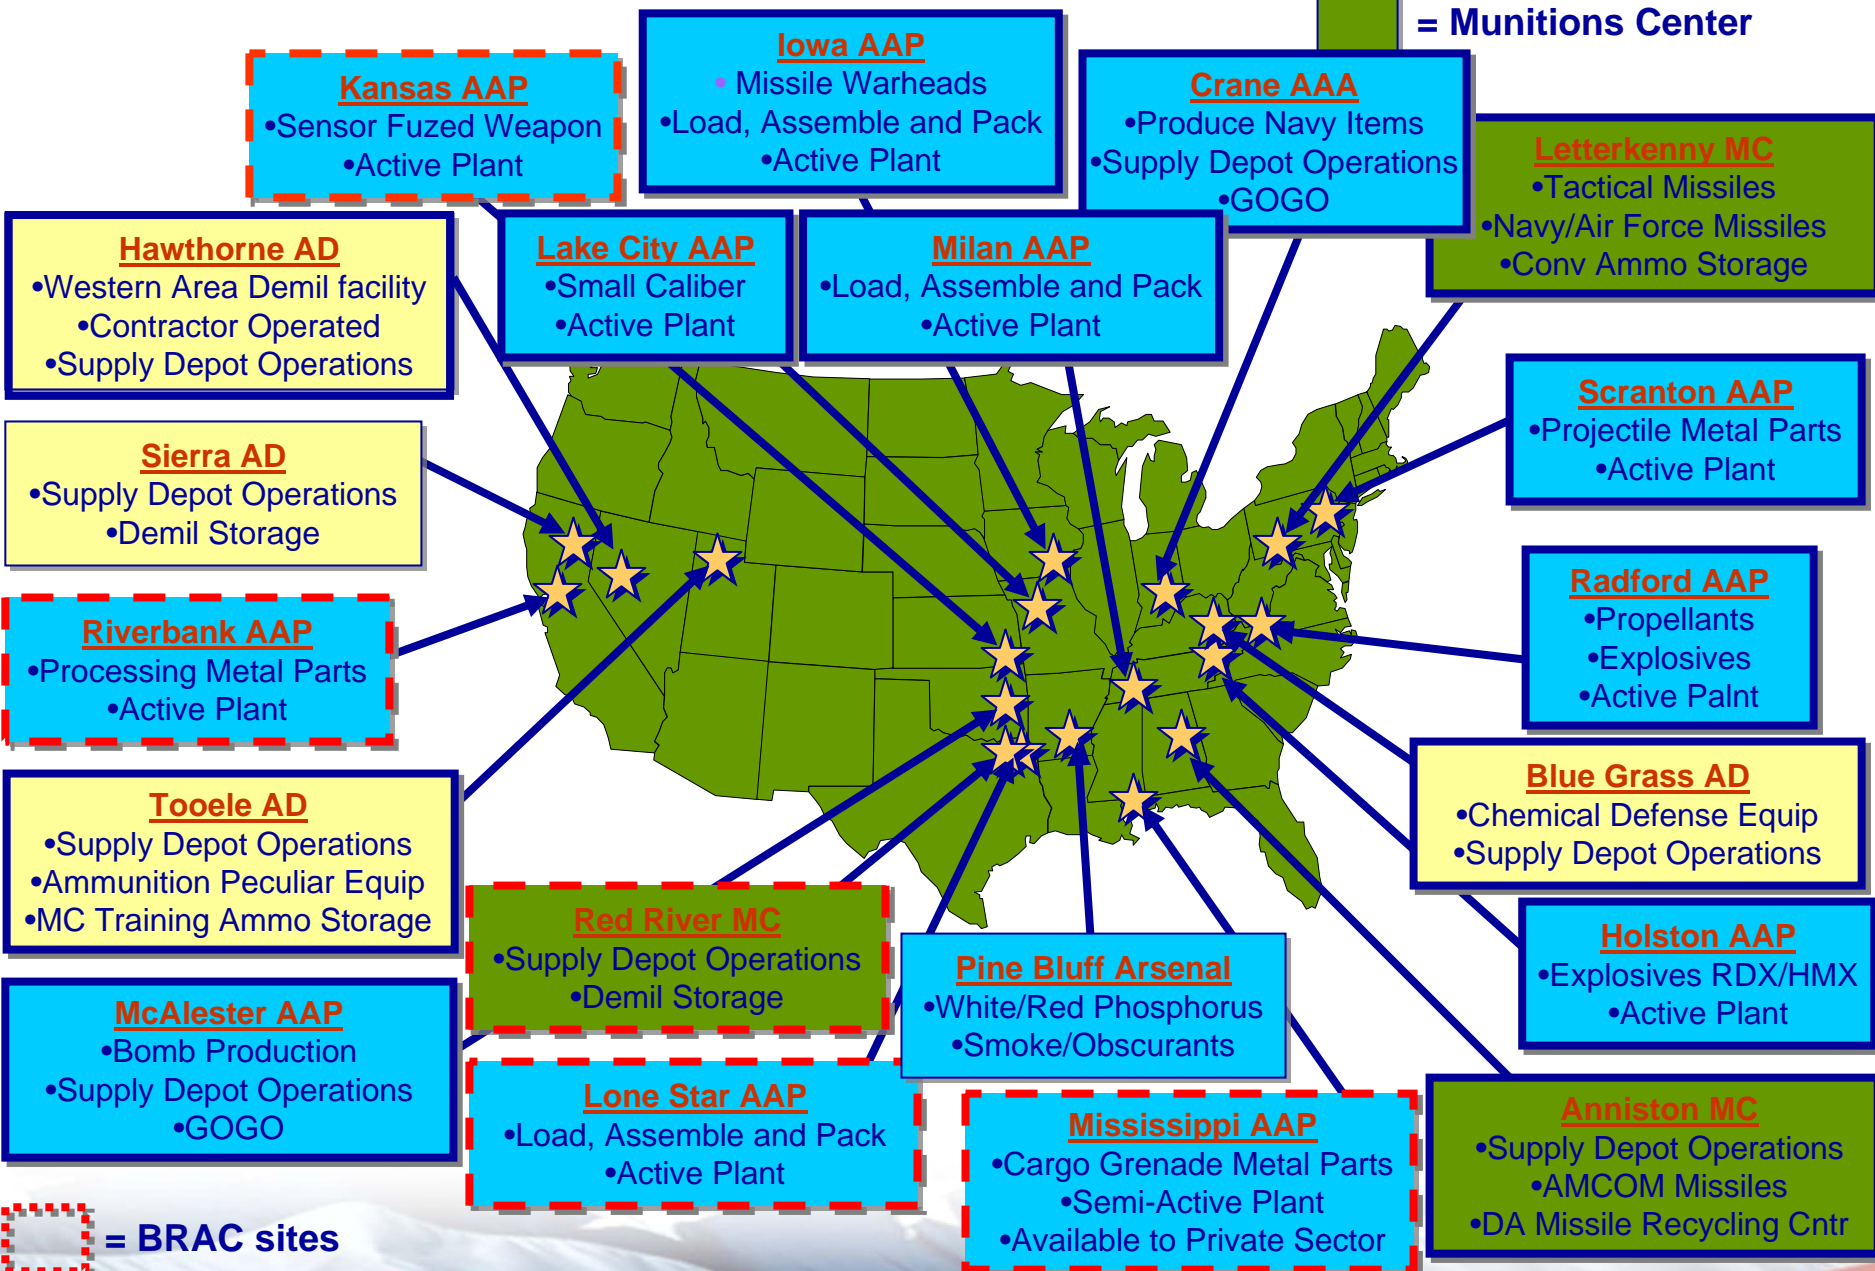 = Munitions Center
Kansas AAP
•Sensor Fuzed Weapon
•Active Plant
Iowa AAP
• Missile Warheads
•Load, Assemble and Pack
•Active Plant
Crane AAA
•Produce Navy Items
•Supply Depot Operations
•GOGO
Letterkenny MC
•Tactical Missiles
•Navy/Air Force Missiles
•Conv Ammo Storage
Hawthorne AD
•Western Area Demil facility
•Contractor Operated
•Supply Depot Operations
Lake City AAP
•Small Caliber
•Active Plant
Milan AAP
•Load, Assemble and Pack
•Active Plant
Scranton AAP
•Projectile Metal Parts
•Active Plant
Sierra AD
•Supply Depot Operations
•Demil Storage
Radford AAP
•Propellants
•Explosives
•Active Palnt
Riverbank AAP
•Processing Metal Parts
•Active Plant
Blue Grass AD
•Chemical Defense Equip
•Supply Depot Operations
Tooele AD
•Supply Depot Operations
•Ammunition Peculiar Equip
•MC Training Ammo Storage
Red River MC
•Supply Depot Operations
•Demil Storage
Pine Bluff Arsenal
•White/Red Phosphorus
•Smoke/Obscurants
Holston AAP
•Explosives RDX/HMX
•Active Plant
McAlester AAP
•Bomb Production
•Supply Depot Operations
•GOGO
Lone Star AAP
•Load, Assemble and Pack
•Active Plant
Mississippi AAP
•Cargo Grenade Metal Parts
•Semi-Active Plant
•Available to Private Sector
Anniston MC
•Supply Depot Operations
•AMCOM Missiles
•DA Missile Recycling Cntr
= BRAC sites